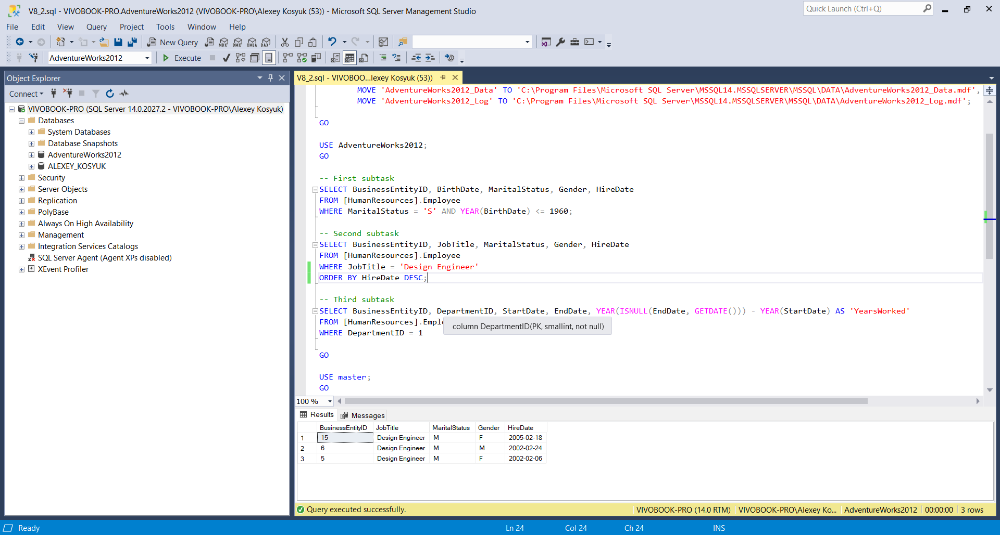 V8_2.sql - VIVOBOOK-PRO.AdventureWorks2012 (VIVOBOOK-PRO\Alexey Kosyuk (53)) - Microsoft SQL Server Management Studio
Quick Launch (Ctrl+Q)
File Edit View Query Project Tools Window Help
New Query MDX DMX XMLA DAX
AdventureWorks2012 Execute
Object Explorer
Connect
VIVOBOOK-PRO (SQL Server 14.0.2027.2 - VIVOBOOK-PRO\Alexey Kosyuk)
Databases
System Databases
Database Snapshots
AdventureWorks2012
ALEXEY_KOSYUK
Security
Server Objects
Replication
PolyBase
Always On High Availability
Management
Integration Services Catalogs
SQL Server Agent (Agent XPs disabled)
XEvent Profiler
V8_2.sql - VIVOBOO...lexey Kosyuk (53))
MOVE 'AdventureWorks2012_Data' TO 'C:\Program Files\Microsoft SQL Server\MSSQL14.MSSQLSERVER\MSSQL\DATA\AdventureWorks2012_Data.mdf',
MOVE 'AdventureWorks2012_Log' TO 'C:\Program Files\Microsoft SQL Server\MSSQL14.MSSQLSERVER\MSSQL\DATA\AdventureWorks2012_Log.mdf';
GO
USE AdventureWorks2012;
GO
-- First subtask
SELECT BusinessEntityID, BirthDate, MaritalStatus, Gender, HireDate
FROM [HumanResources].Employee
WHERE MaritalStatus = 'S' AND YEAR(BirthDate) <= 1960;
-- Second subtask
SELECT BusinessEntityID, JobTitle, MaritalStatus, Gender, HireDate
FROM [HumanResources].Employee
WHERE JobTitle = 'Design Engineer'
ORDER BY HireDate DESC;
-- Third subtask
SELECT BusinessEntityID, DepartmentID, StartDate, EndDate, YEAR(ISNULL(EndDate, GETDATE())) - YEAR(StartDate) AS 'YearsWorked'
FROM [HumanResources].Emplo
column DepartmentID(PK, smallint, not null)
WHERE DepartmentID = 1
GO
USE master;
GO
100 %
Results Messages
BusinessEntityID JobTitle MaritalStatus Gender HireDate
1 15 Design Engineer M F 2005-02-18
2 6 Design Engineer M M 2002-02-24
3 5 Design Engineer M F 2002-02-06
Query executed successfully. VIVOBOOK-PRO (14.0 RTM) VIVOBOOK-PRO\Alexey Ko... AdventureWorks2012 00:00:00 3 rows
Ready Ln 24 Col 24 Ch 24 INS